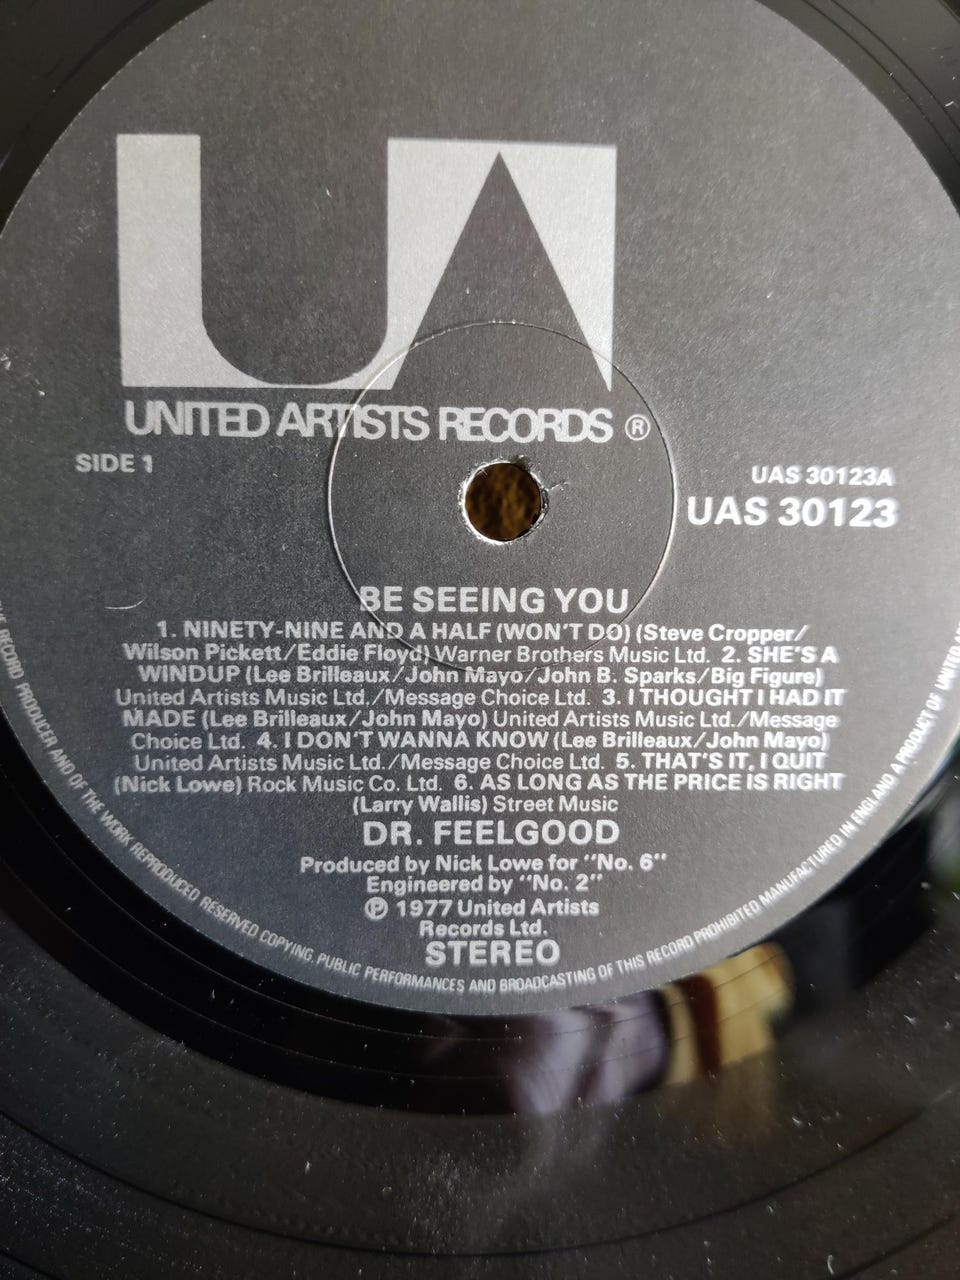 UA
UNITED ARTISTS RECORDS ®
SIDE 1
UAS 30123A
UAS 30123
BE SEEING YOU
1. NINETY-NINE AND A HALF (WON'T DO) (Steve Cropper/
Wilson Pickett/Eddie Floyd) Warner Brothers Music Ltd. 2. SHE'S A
WINDUP (Lee Brilleaux/John Mayo/John B. Sparks/Big Figure)
United Artists Music Ltd./Message Choice Ltd. 3. I THOUGHT I HAD IT
MADE (Lee Brilleaux/John Mayo) United Artists Music Ltd./Message
Choice Ltd. 4. I DON'T WANNA KNOW (Lee Brilleaux/John Mayo)
United Artists Music Ltd./Message Choice Ltd. 5. THAT'S IT, I QUIT
(Nick Lowe) Rock Music Co. Ltd. 6. AS LONG AS THE PRICE IS RIGHT
(Larry Wallis) Street Music
DR. FEELGOOD
Produced by Nick Lowe for "No. 6"
Engineered by "No. 2"
℗ 1977 United Artists
Records Ltd.
STEREO
RECORD PRODUCER AND OF THE WORK REPRODUCED RESERVED COPYING, PUBLIC PERFORMANCES AND BROADCASTING OF THIS RECORD PROHIBITED MANUFACTURED IN ENGLAND A PRODUCT OF